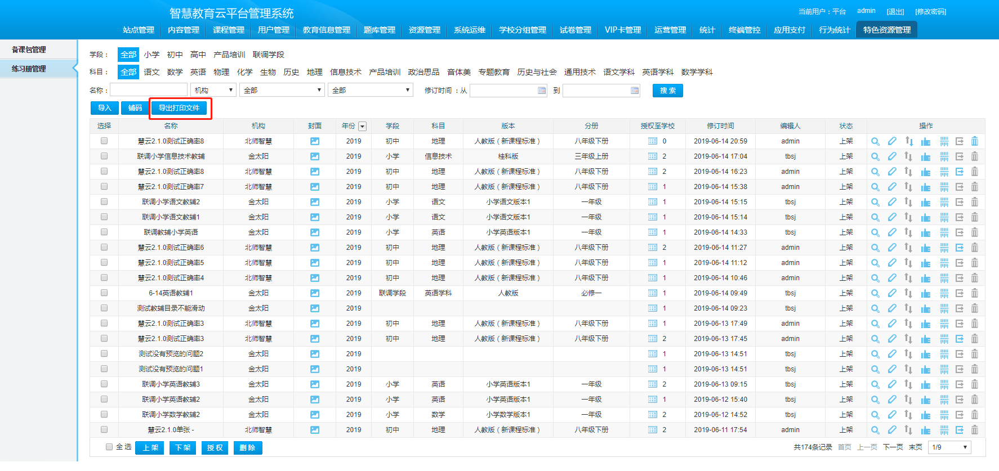 智慧教育云平台管理系统
当前用户：平台 admin [退出] [修改密码]
站点管理 内容管理 课程管理 用户管理 教育信息管理 题库管理 资源管理 系统运维 学校分组管理 试卷管理 VIP卡管理 运营管理 统计 终端管控 应用支付 行为统计 特色资源管理
备课包管理
练习册管理
学段： 全部 小学 初中 高中 产品培训 联调学段
科目： 全部 语文 数学 英语 物理 化学 生物 历史 地理 信息技术 产品培训 政治思品 音体美 专题教育 历史与社会 通用技术 语文学科 英语学科 数学学科
名称： 机构 全部 全部 修订时间：从 到 搜索
导入 铺码 导出打印文件
选择 名称 机构 封面 年份 学段 科目 版本 分册 授权至学校 修订时间 编辑人 状态 操作
慧云2.1.0测试正确率8 北师智慧 2019 初中 地理 人教版（新课程标准） 八年级下册 0 2019-06-14 20:59 admin 上架
联调小学信息技术教辅 金太阳 2019 小学 信息技术 桂科版 三年级上册 2 2019-06-14 17:04 tbsj 上架
慧云2.1.0测试正确率8 北师智慧 2019 初中 地理 人教版（新课程标准） 八年级下册 2 2019-06-14 16:23 admin 上架
慧云2.1.0测试正确率7 北师智慧 2019 初中 地理 人教版（新课程标准） 八年级下册 1 2019-06-14 15:38 admin 上架
联调小学语文教辅2 金太阳 2019 小学 语文 小学语文版本1 一年级 1 2019-06-14 15:15 tbsj 上架
联调小学语文教辅1 金太阳 2019 小学 语文 小学语文版本1 一年级 1 2019-06-14 15:14 tbsj 上架
联调教辅小学英语 金太阳 2019 小学 英语 小学英语版本1 一年级 1 2019-06-14 14:33 tbsj 上架
慧云2.1.0测试正确率6 北师智慧 2019 初中 地理 人教版（新课程标准） 八年级下册 2 2019-06-14 11:27 admin 上架
慧云2.1.0测试正确率5 北师智慧 2019 初中 地理 人教版（新课程标准） 八年级下册 1 2019-06-14 11:12 admin 上架
慧云2.1.0测试正确率4 北师智慧 2019 初中 地理 人教版（新课程标准） 八年级下册 1 2019-06-14 10:46 admin 上架
6-14英语教辅1 金太阳 2019 联调学段 英语学科 人教版 必修一 1 2019-06-14 09:49 tbsj 上架
测试教辅目录不能滑动 金太阳 2019 1 2019-06-14 09:23 tbsj 上架
慧云2.1.0测试正确率3 北师智慧 2019 初中 地理 人教版（新课程标准） 八年级下册 1 2019-06-13 17:49 admin 上架
慧云2.1.0测试正确率3 北师智慧 2019 初中 地理 人教版（新课程标准） 八年级下册 2 2019-06-13 17:45 admin 上架
测试没有预览的问题2 金太阳 2019 1 2019-06-13 14:51 tbsj 上架
测试没有预览的问题1 金太阳 2019 1 2019-06-13 14:51 tbsj 上架
联调小学英语教辅3 金太阳 2019 小学 英语 小学英语版本1 一年级 2 2019-06-13 09:15 tbsj 上架
联调小学英语教辅2 金太阳 2019 小学 英语 小学英语版本1 一年级 1 2019-06-12 15:40 tbsj 上架
联调小学数学教辅2 金太阳 2019 小学 数学 小学数学版本1 一年级 2 2019-06-12 14:52 tbsj 上架
慧云2.1.0单张 - 北师智慧 2019 初中 地理 人教版（新课程标准） 八年级下册 2 2019-06-11 17:54 admin 上架
全选 上架 下架 授权 删除 共174条记录 首页 上一页 下一页 末页 1/9